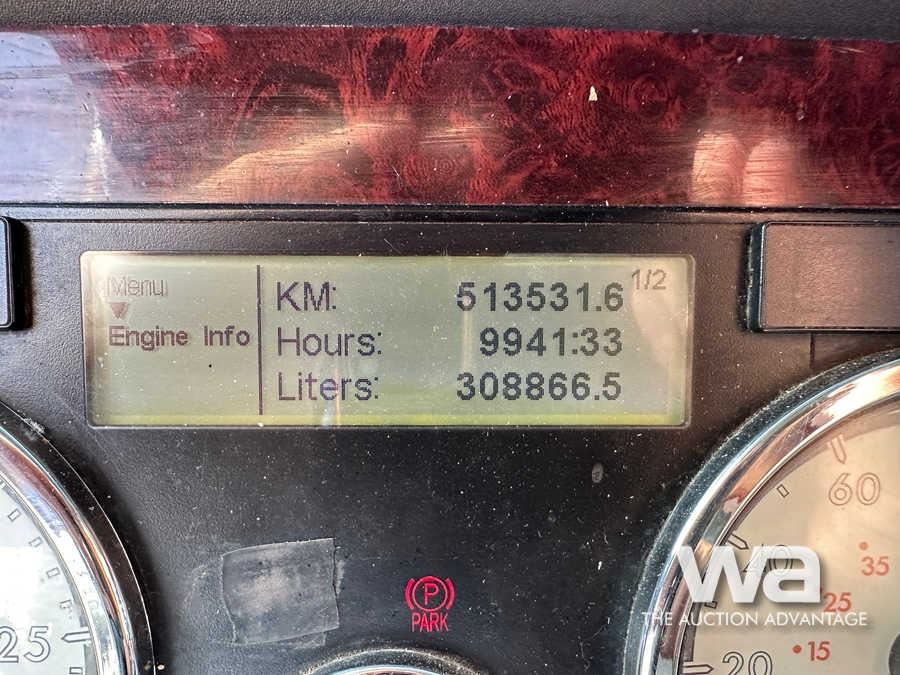 Menu
1/2
Engine Info
KM: 513531.6
Hours: 9941:33
Liters: 308866.5
60
40
35
25
20
15
25
P
PARK
wa
THE AUCTION ADVANTAGE